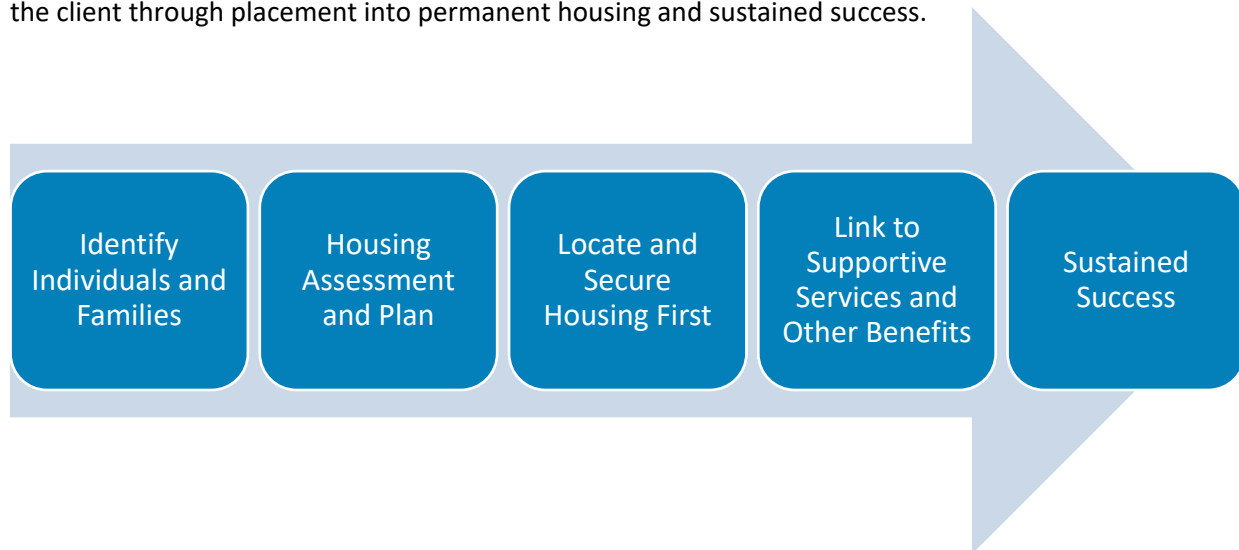 the client through placement into permanent housing and sustained success.
Identify
Individuals and
Families
Housing
Assessment
and Plan
Locate and
Secure
Housing First
Link to
Supportive
Services and
Other Benefits
Sustained
Success